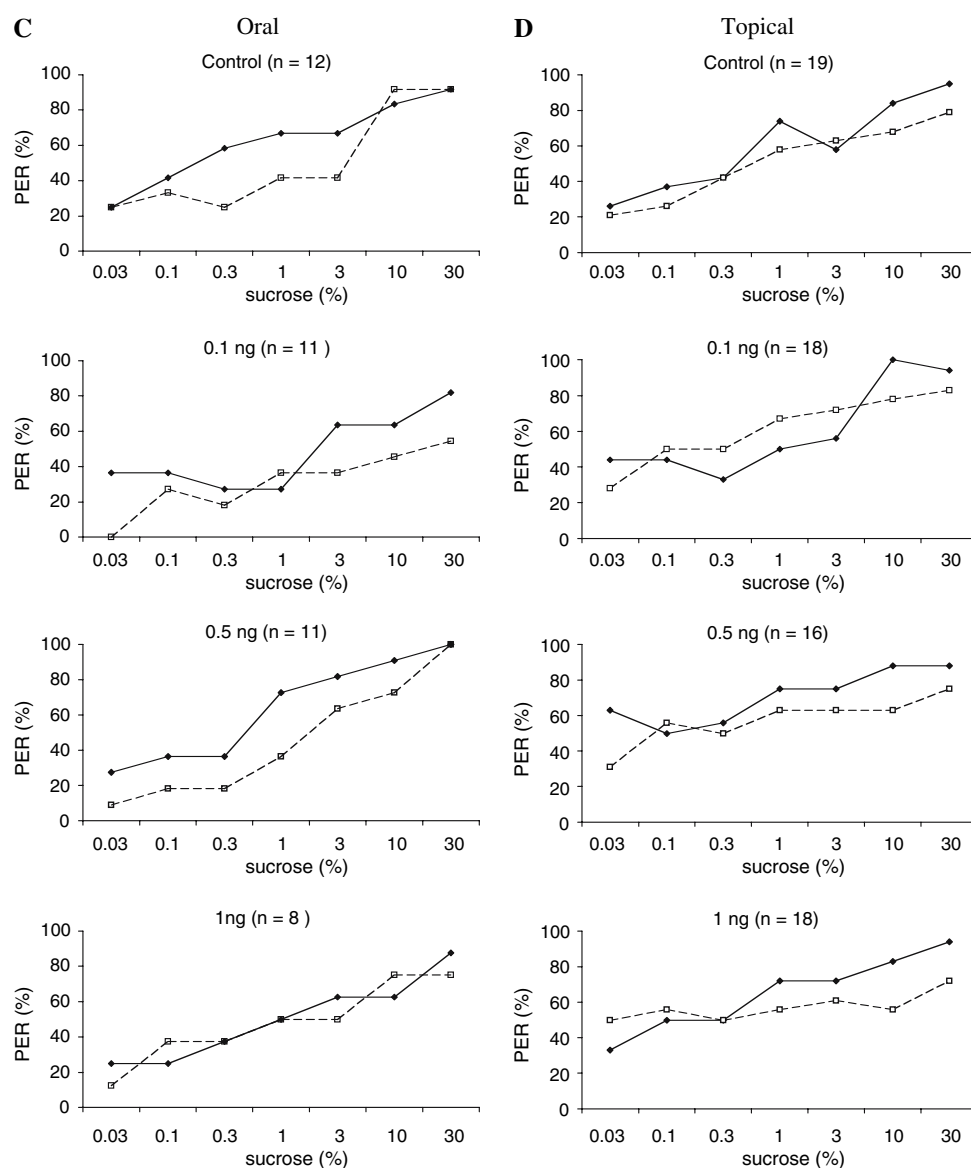 C Oral
Control (n = 12)
PER (%)
100
80
60
40
20
0
0.03 0.1 0.3 1 3 10 30
sucrose (%)
0.1 ng (n = 11 )
PER (%)
100
80
60
40
20
0
0.03 0.1 0.3 1 3 10 30
sucrose (%)
0.5 ng (n = 11)
PER (%)
100
80
60
40
20
0
0.03 0.1 0.3 1 3 10 30
sucrose (%)
1ng (n = 8 )
PER (%)
100
80
60
40
20
0
0.03 0.1 0.3 1 3 10 30
sucrose (%)
D Topical
Control (n = 19)
PER (%)
100
80
60
40
20
0
0.03 0.1 0.3 1 3 10 30
sucrose (%)
0.1 ng (n = 18)
PER (%)
100
80
60
40
20
0
0.03 0.1 0.3 1 3 10 30
sucrose (%)
0.5 ng (n = 16)
PER (%)
100
80
60
40
20
0
0.03 0.1 0.3 1 3 10 30
sucrose (%)
1 ng (n = 18)
PER (%)
100
80
60
40
20
0
0.03 0.1 0.3 1 3 10 30
sucrose (%)